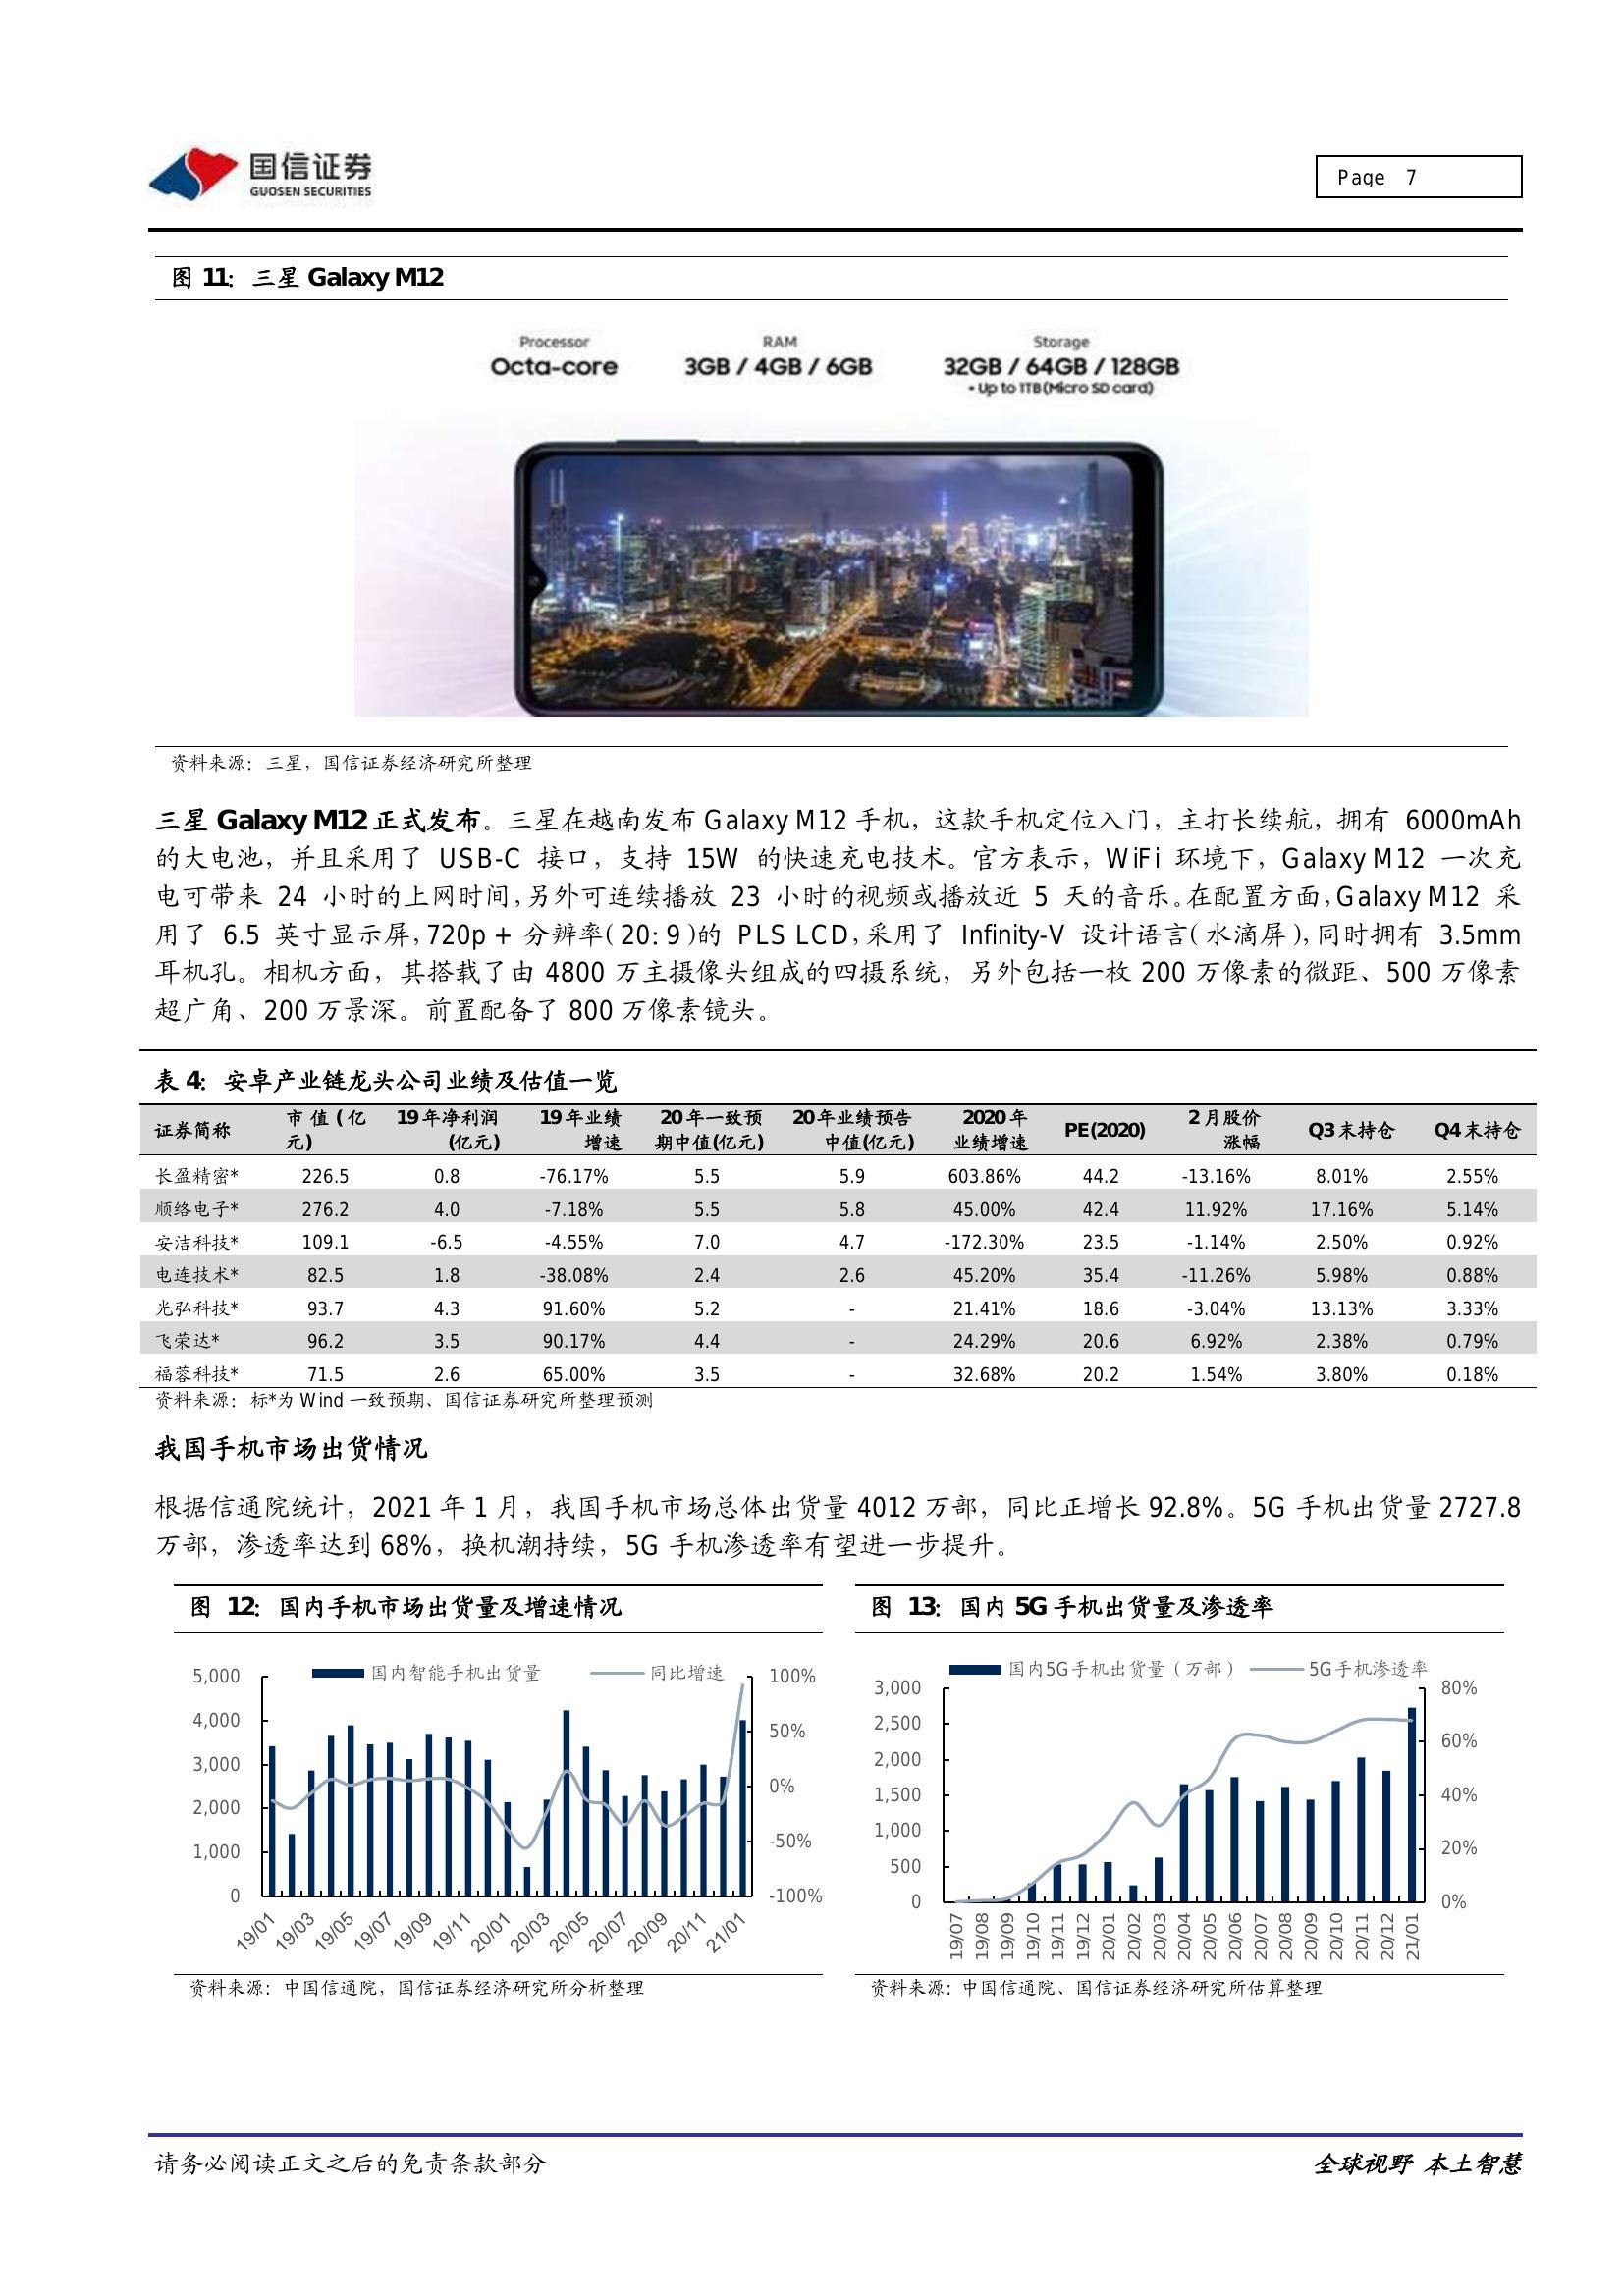 国信证券
GUOSEN SECURITIES
Page 7
图 11：三星 Galaxy M12
Processor RAM Storage
Octa-core 3GB / 4GB / 6GB 32GB / 64GB / 128GB
• Up to 1TB(Micro SD card)
资料来源：三星，国信证券经济研究所整理
三星 Galaxy M12 正式发布。三星在越南发布 Galaxy M12 手机，这款手机定位入门，主打长续航，拥有 6000mAh
的大电池，并且采用了 USB-C 接口，支持 15W 的快速充电技术。官方表示，WiFi 环境下，Galaxy M12 一次充
电可带来 24 小时的上网时间,另外可连续播放 23 小时的视频或播放近 5 天的音乐。在配置方面,Galaxy M12 采
用了 6.5 英寸显示屏,720p + 分辨率(20:9)的 PLS LCD,采用了 Infinity-V 设计语言(水滴屏),同时拥有 3.5mm
耳机孔。相机方面，其搭载了由 4800 万主摄像头组成的四摄系统，另外包括一枚 200 万像素的微距、500 万像素
超广角、200 万景深。前置配备了 800 万像素镜头。
表 4：安卓产业链龙头公司业绩及估值一览
证券简称 市值(亿元) 19年净利润(亿元) 19年业绩增速 20年一致预期中值(亿元) 20年业绩预告中值(亿元) 2020年业绩增速 PE(2020) 2月股价涨幅 Q3末持仓 Q4末持仓
长盈精密* 226.5 0.8 -76.17% 5.5 5.9 603.86% 44.2 -13.16% 8.01% 2.55%
顺络电子* 276.2 4.0 -7.18% 5.5 5.8 45.00% 42.4 11.92% 17.16% 5.14%
安洁科技* 109.1 -6.5 -4.55% 7.0 4.7 -172.30% 23.5 -1.14% 2.50% 0.92%
电连技术* 82.5 1.8 -38.08% 2.4 2.6 45.20% 35.4 -11.26% 5.98% 0.88%
光弘科技* 93.7 4.3 91.60% 5.2 - 21.41% 18.6 -3.04% 13.13% 3.33%
飞荣达* 96.2 3.5 90.17% 4.4 - 24.29% 20.6 6.92% 2.38% 0.79%
福蓉科技* 71.5 2.6 65.00% 3.5 - 32.68% 20.2 1.54% 3.80% 0.18%
资料来源：标*为 Wind 一致预期、国信证券研究所整理预测
我国手机市场出货情况
根据信通院统计，2021 年 1 月，我国手机市场总体出货量 4012 万部，同比正增长 92.8%。5G 手机出货量 2727.8
万部，渗透率达到 68%，换机潮持续，5G 手机渗透率有望进一步提升。
图 12：国内手机市场出货量及增速情况
国内智能手机出货量 同比增速
5,000 100%
4,000 50%
3,000 0%
2,000 -50%
1,000 -100%
0
19/01 19/03 19/05 19/07 19/09 19/11 20/01 20/03 20/05 20/07 20/09 20/11 21/01
资料来源：中国信通院，国信证券经济研究所分析整理
图 13：国内 5G 手机出货量及渗透率
国内5G手机出货量（万部） 5G手机渗透率
3,000 80%
2,500 60%
2,000 40%
1,500 20%
1,000 0%
500
0
19/07 19/08 19/09 19/10 19/11 19/12 20/01 20/02 20/03 20/04 20/05 20/06 20/07 20/08 20/09 20/10 20/11 20/12 21/01
资料来源：中国信通院、国信证券经济研究所估算整理
请务必阅读正文之后的免责条款部分
全球视野 本土智慧